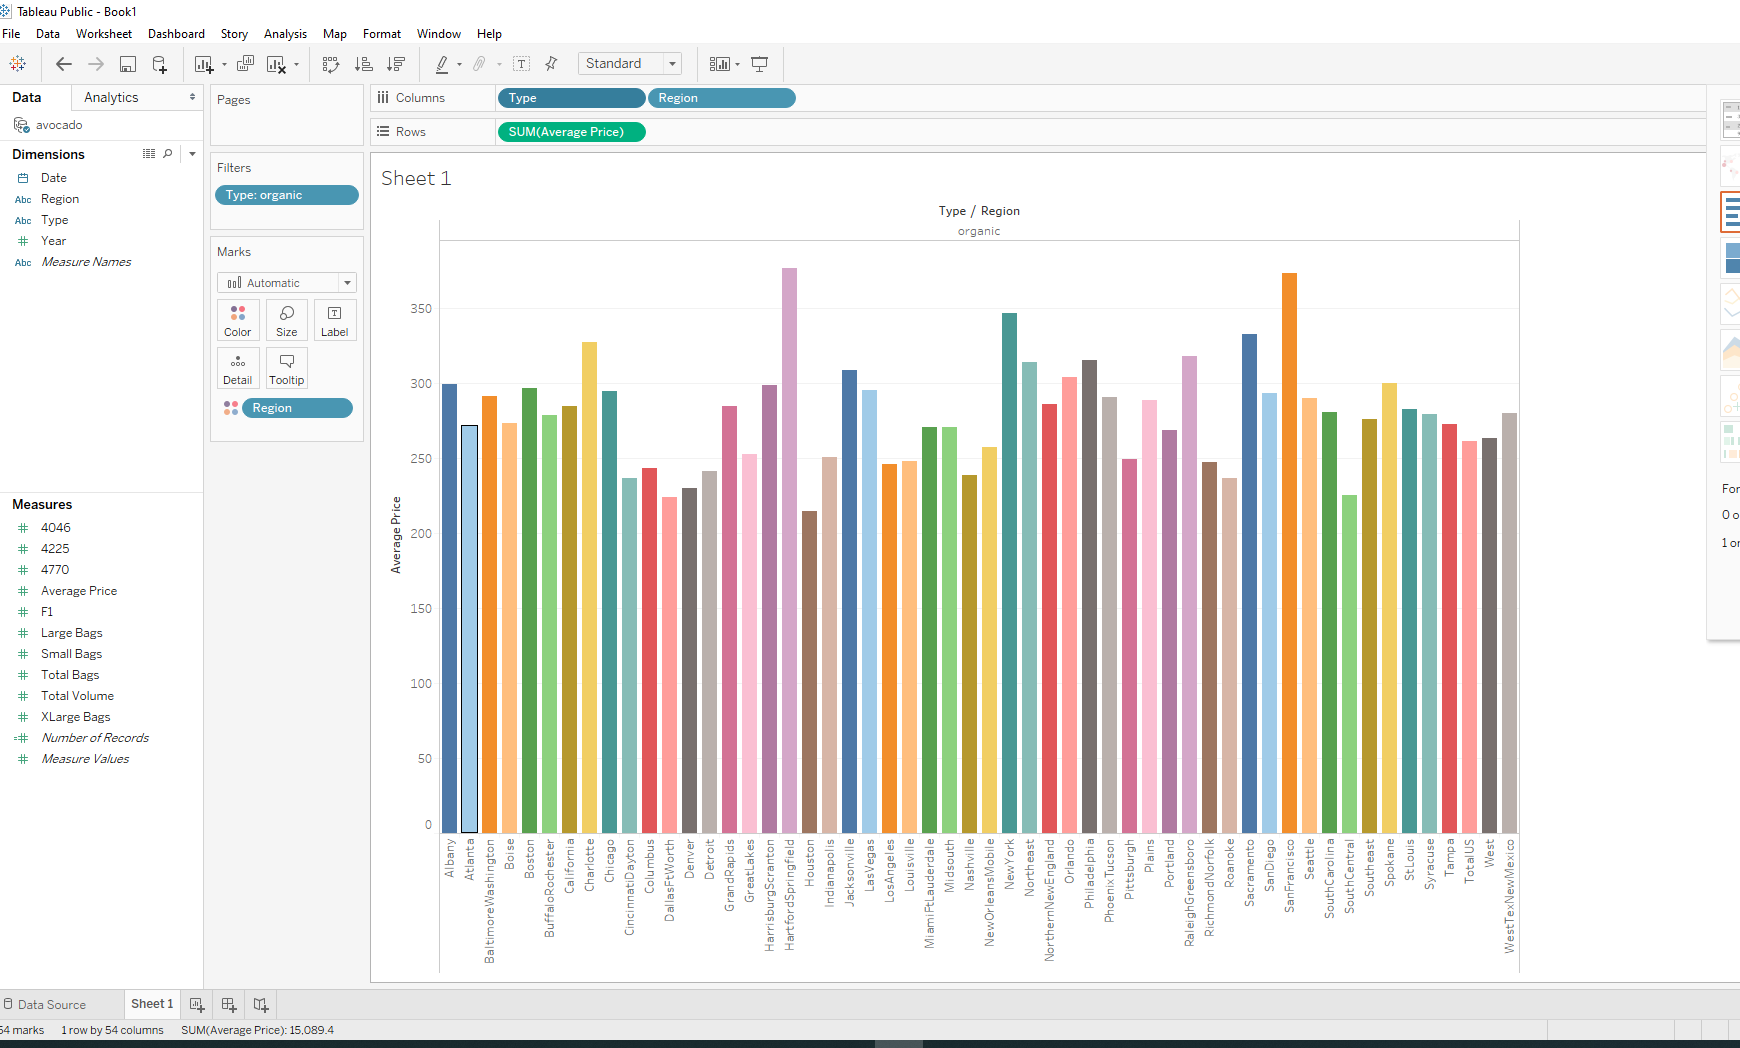 Tableau Public - Book1
File Data Worksheet Dashboard Story Analysis Map Format Window Help
Standard
Data Analytics
avocado
Dimensions
Date
Abc Region
Abc Type
Year
Abc Measure Names
Measures
4046
4225
4770
Average Price
F1
Large Bags
Small Bags
Total Bags
Total Volume
XLarge Bags
Number of Records
Measure Values
Pages
Filters
Type: organic
Marks
Automatic
Color Size Label
Detail Tooltip
Region
Columns Type Region
Rows SUM(Average Price)
Sheet 1
Type / Region
organic
Average Price
350
300
250
200
150
100
50
0
Albany
Atlanta
BaltimoreWashington
Boise
Boston
BuffaloRochester
California
Charlotte
Chicago
CincinnatiDayton
Columbus
DallasFtWorth
Denver
Detroit
GrandRapids
GreatLakes
HarrisburgScranton
HartfordSpringfield
Houston
Indianapolis
Jacksonville
LasVegas
LosAngeles
Louisville
MiamiFtLauderdale
Midsouth
Nashville
NewOrleansMobile
NewYork
Northeast
NorthernNewEngland
Orlando
Philadelphia
PhoenixTucson
Pittsburgh
Plains
Portland
RaleighGreensboro
RichmondNorfolk
Roanoke
Sacramento
SanDiego
SanFrancisco
Seattle
SouthCarolina
SouthCentral
Southeast
Spokane
StLouis
Syracuse
Tampa
TotalUS
West
WestTexNewMexico
For
0 o
1 or
Data Source Sheet 1
54 marks 1 row by 54 columns SUM(Average Price): 15,089.4